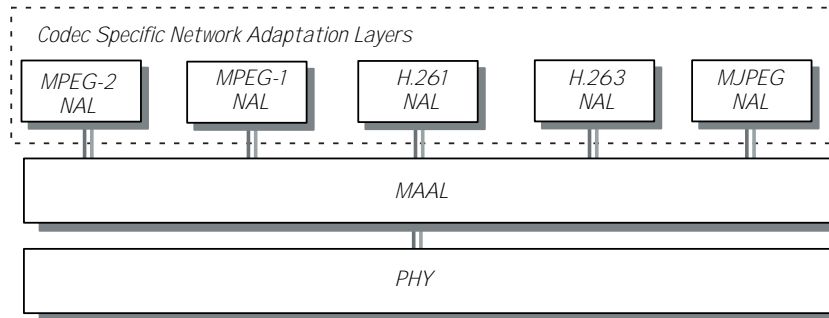 Codec Specific Network Adaptation Layers
MPEG-2
NAL
MPEG-1
NAL
H.261
NAL
H.263
NAL
MJPEG
NAL
MAAL
PHY